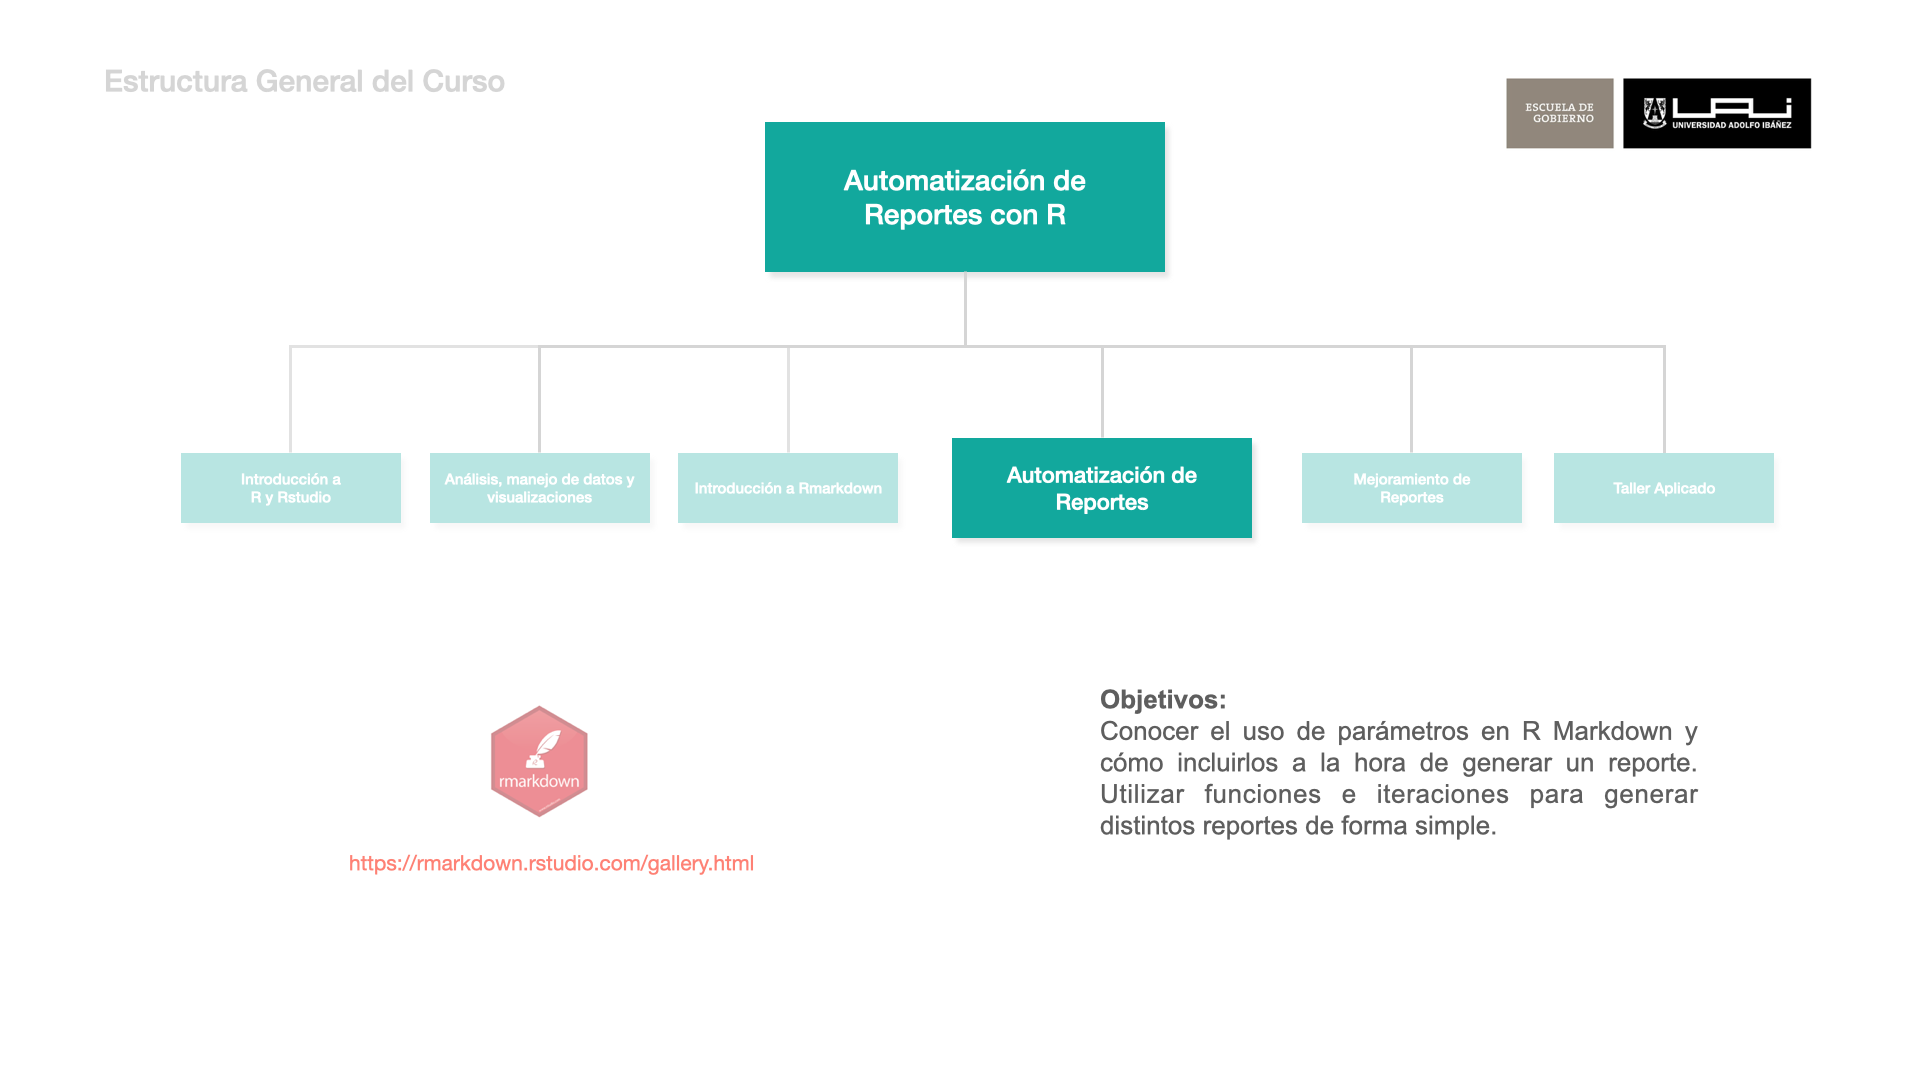 Estructura General del Curso
ESCUELA DE
GOBIERNO
UAI
UNIVERSIDAD ADOLFO IBÁÑEZ
Automatización de
Reportes con R
Introducción a
R y Rstudio
Análisis, manejo de datos y
visualizaciones
Introducción a Rmarkdown
Automatización de
Reportes
Mejoramiento de
Reportes
Taller Aplicado
rmarkdown
https://rmarkdown.rstudio.com/gallery.html
Objetivos:
Conocer el uso de parámetros en R Markdown y
cómo incluirlos a la hora de generar un reporte.
Utilizar funciones e iteraciones para generar
distintos reportes de forma simple.